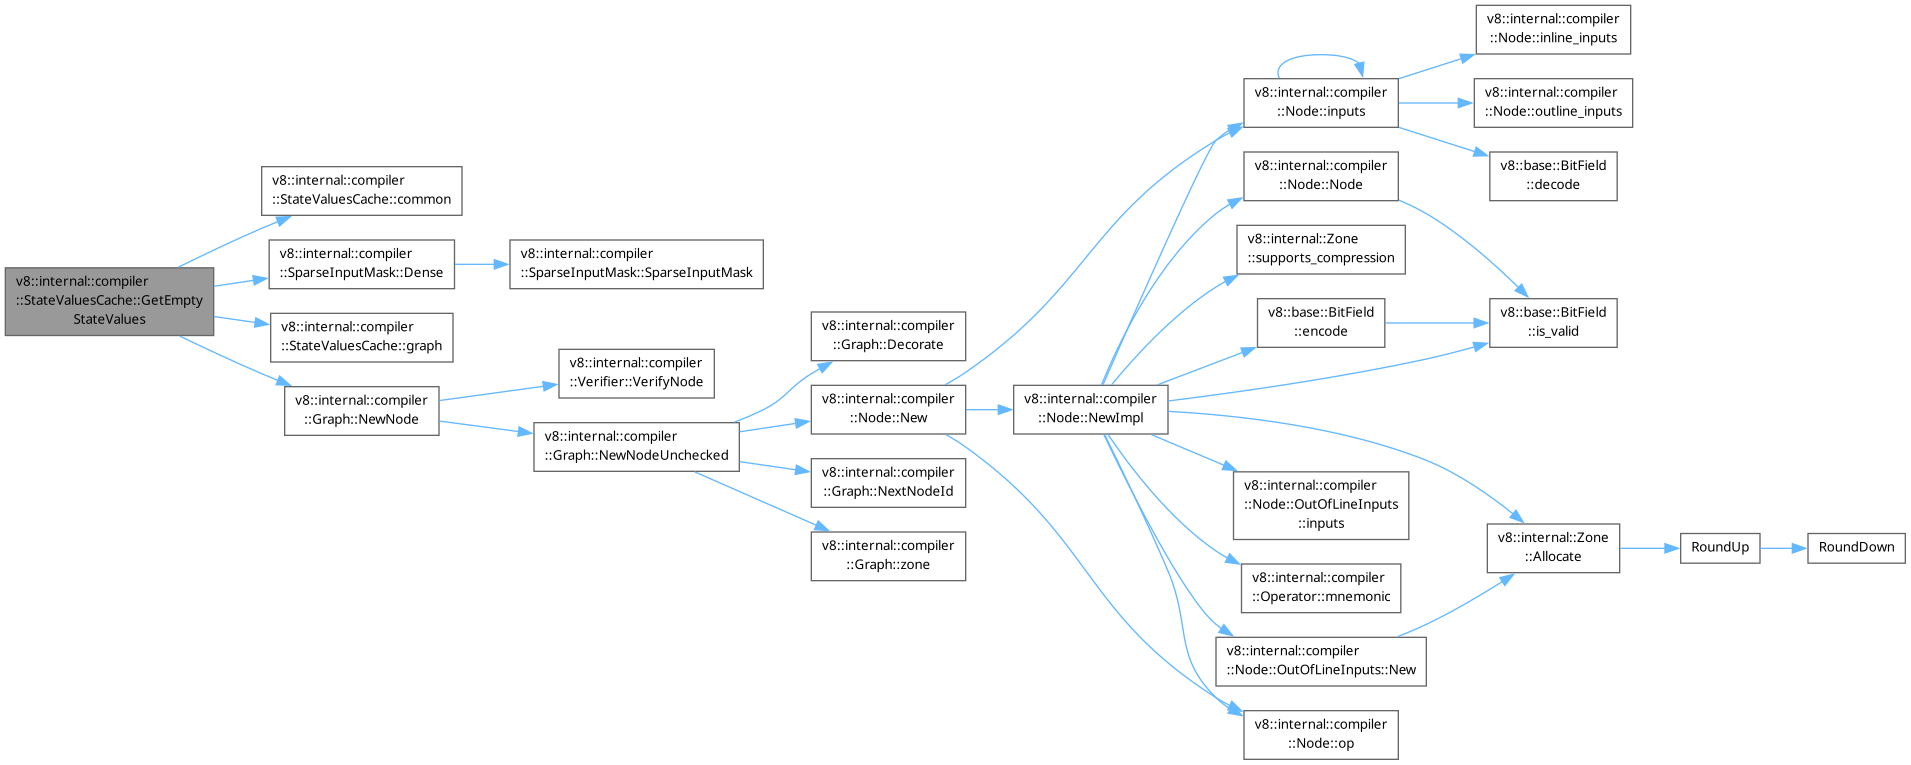 v8::internal::compiler
::StateValuesCache::GetEmpty
StateValues
v8::internal::compiler
::StateValuesCache::common
v8::internal::compiler
::SparseInputMask::Dense
v8::internal::compiler
::SparseInputMask::SparseInputMask
v8::internal::compiler
::StateValuesCache::graph
v8::internal::compiler
::Graph::NewNode
v8::internal::compiler
::Verifier::VerifyNode
v8::internal::compiler
::Graph::NewNodeUnchecked
v8::internal::compiler
::Graph::Decorate
v8::internal::compiler
::Node::New
v8::internal::compiler
::Graph::NextNodeId
v8::internal::compiler
::Graph::zone
v8::internal::compiler
::Node::NewImpl
v8::internal::compiler
::Node::inputs
v8::internal::compiler
::Node::inline_inputs
v8::internal::compiler
::Node::outline_inputs
v8::base::BitField
::decode
v8::internal::compiler
::Node::Node
v8::internal::Zone
::supports_compression
v8::base::BitField
::encode
v8::base::BitField
::is_valid
v8::internal::compiler
::Node::OutOfLineInputs
::inputs
v8::internal::compiler
::Operator::mnemonic
v8::internal::compiler
::Node::OutOfLineInputs::New
v8::internal::compiler
::Node::op
v8::internal::Zone
::Allocate
RoundUp
RoundDown